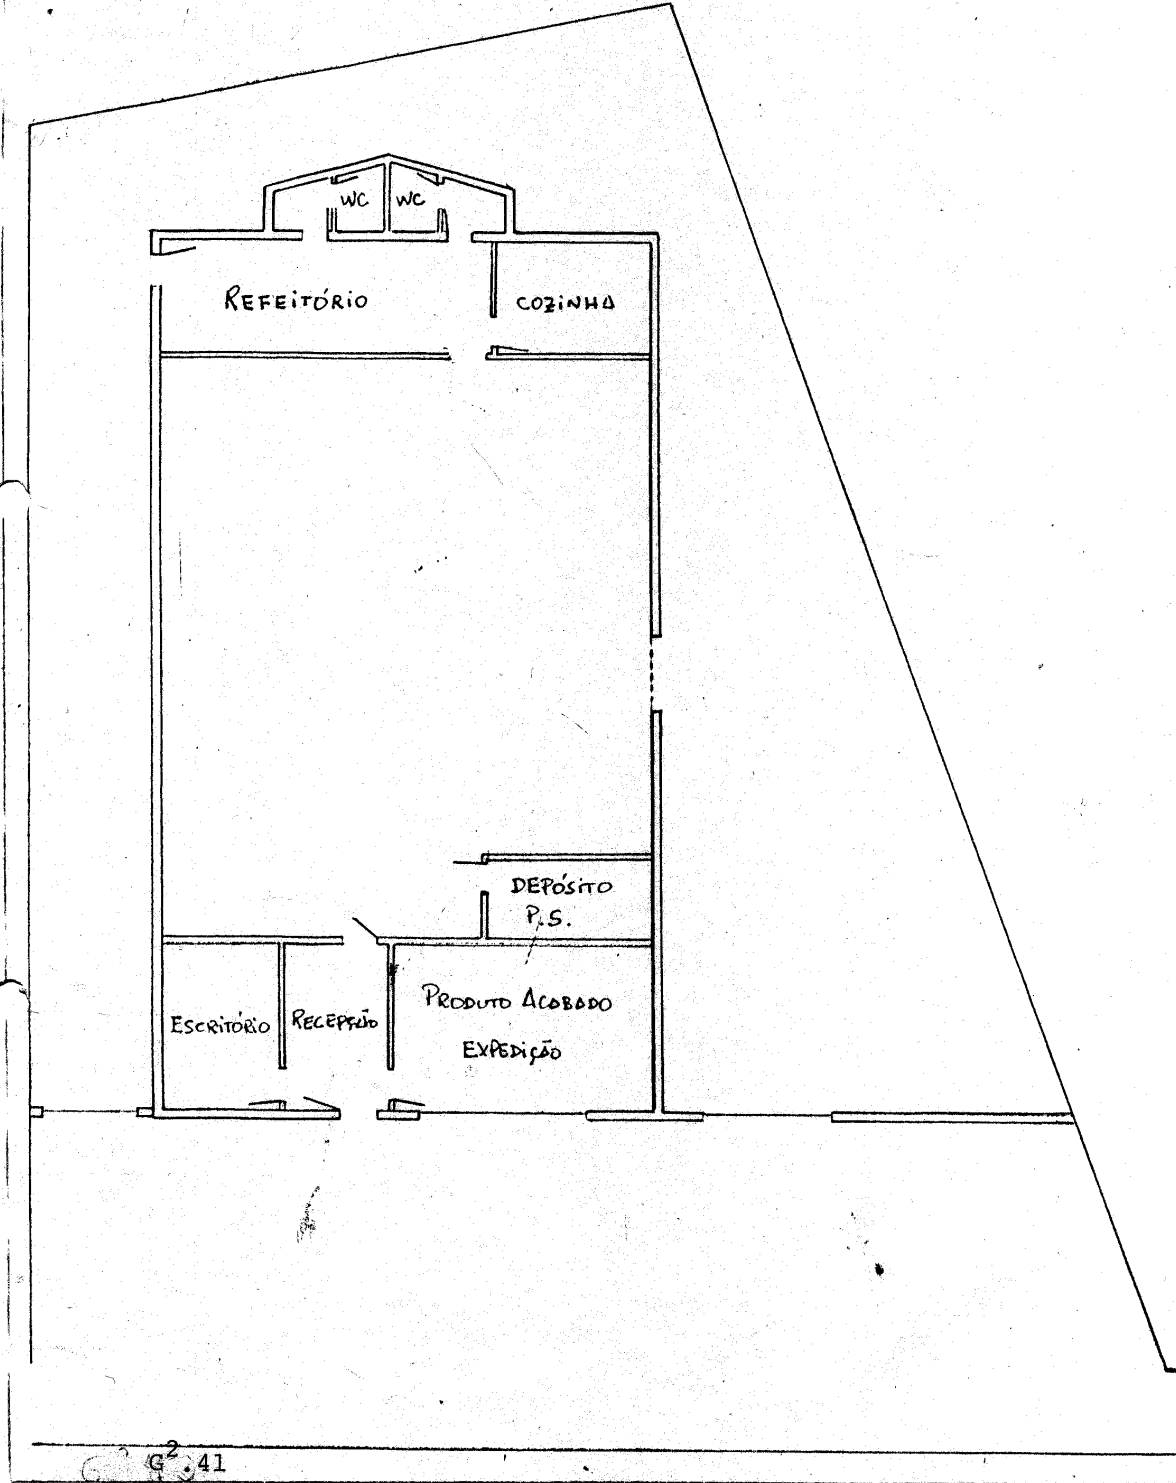 WC WC
REFEITÓRIO
COZINHA
DEPÓSITO
P.S.
PRODUTO ACABADO
ESCRITÓRIO
RECEPÇÃO
EXPEDIÇÃO
G².41